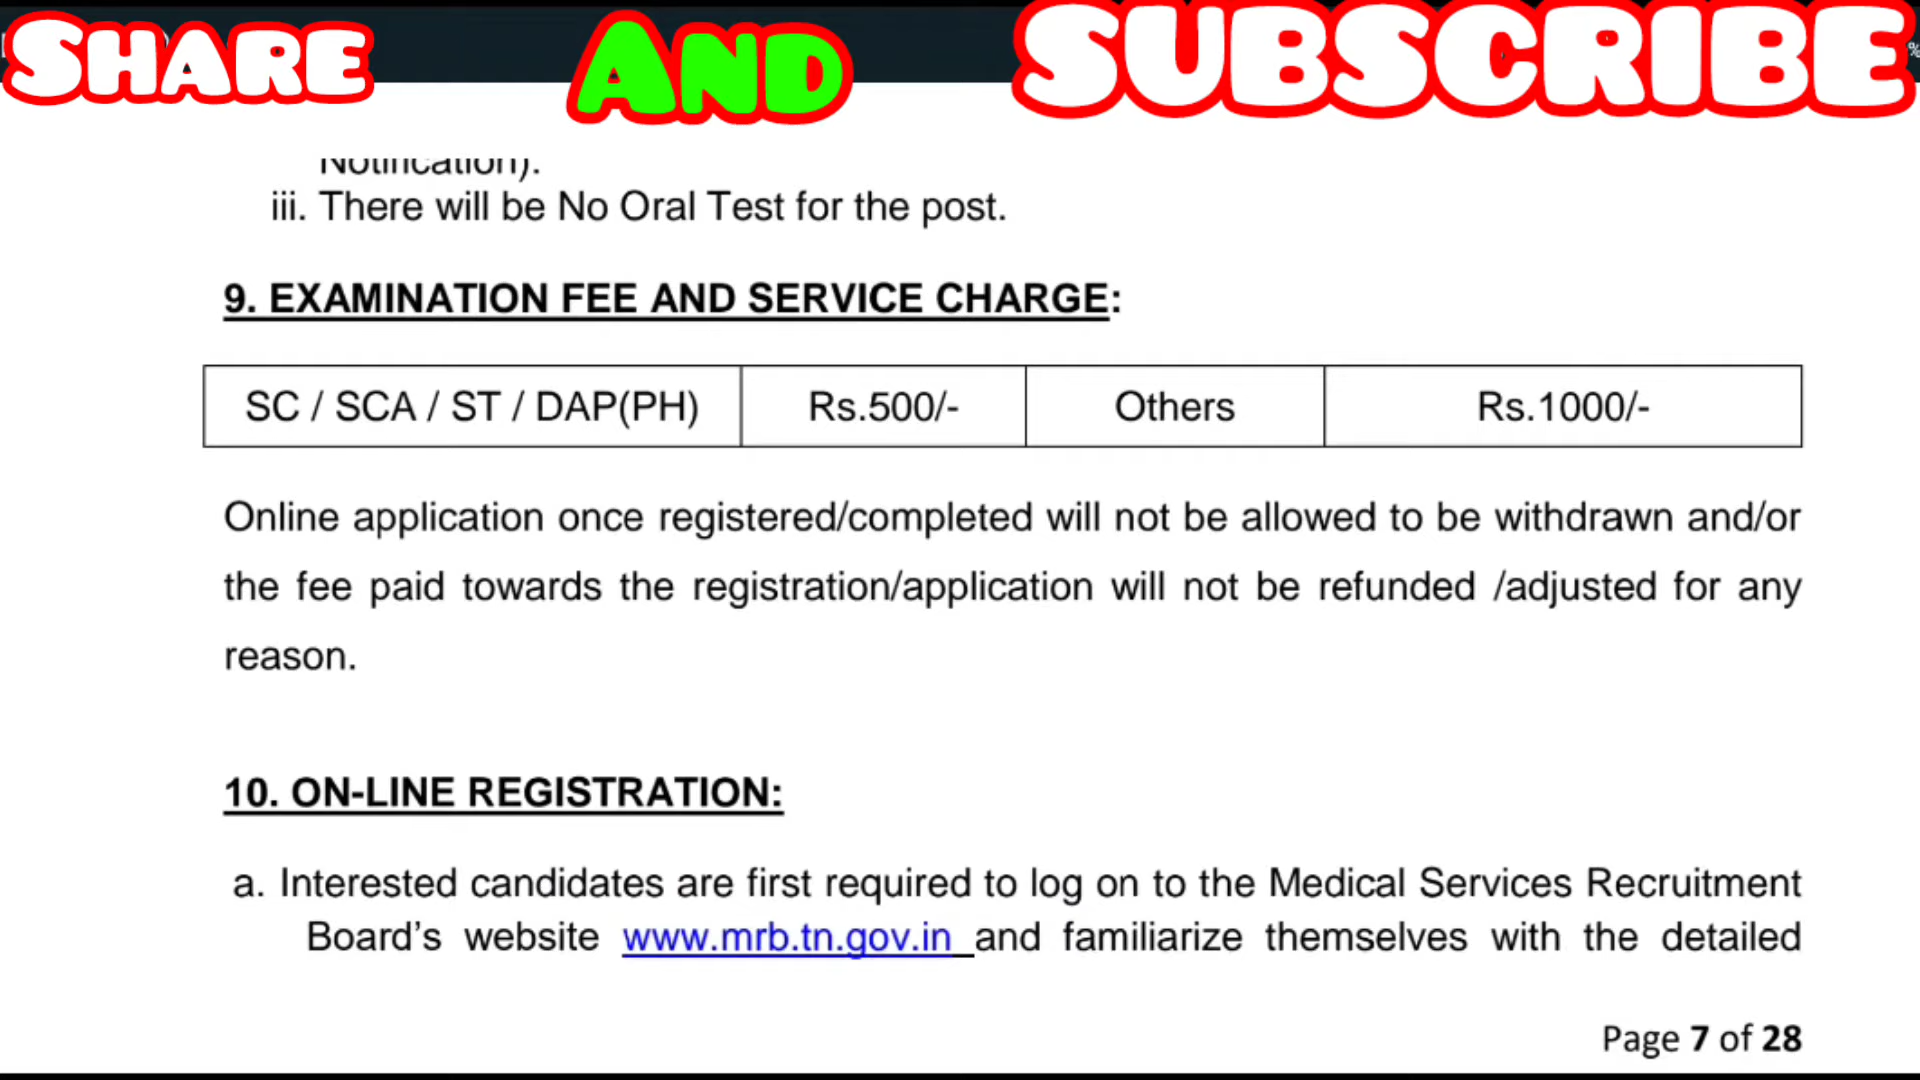 SHARE AND SUBSCRIBE
Notification).
iii. There will be No Oral Test for the post.
9. EXAMINATION FEE AND SERVICE CHARGE:
SC / SCA / ST / DAP(PH) Rs.500/- Others Rs.1000/-
Online application once registered/completed will not be allowed to be withdrawn and/or
the fee paid towards the registration/application will not be refunded /adjusted for any
reason.
10. ON-LINE REGISTRATION:
a. Interested candidates are first required to log on to the Medical Services Recruitment
Board’s website www.mrb.tn.gov.in and familiarize themselves with the detailed
Page 7 of 28